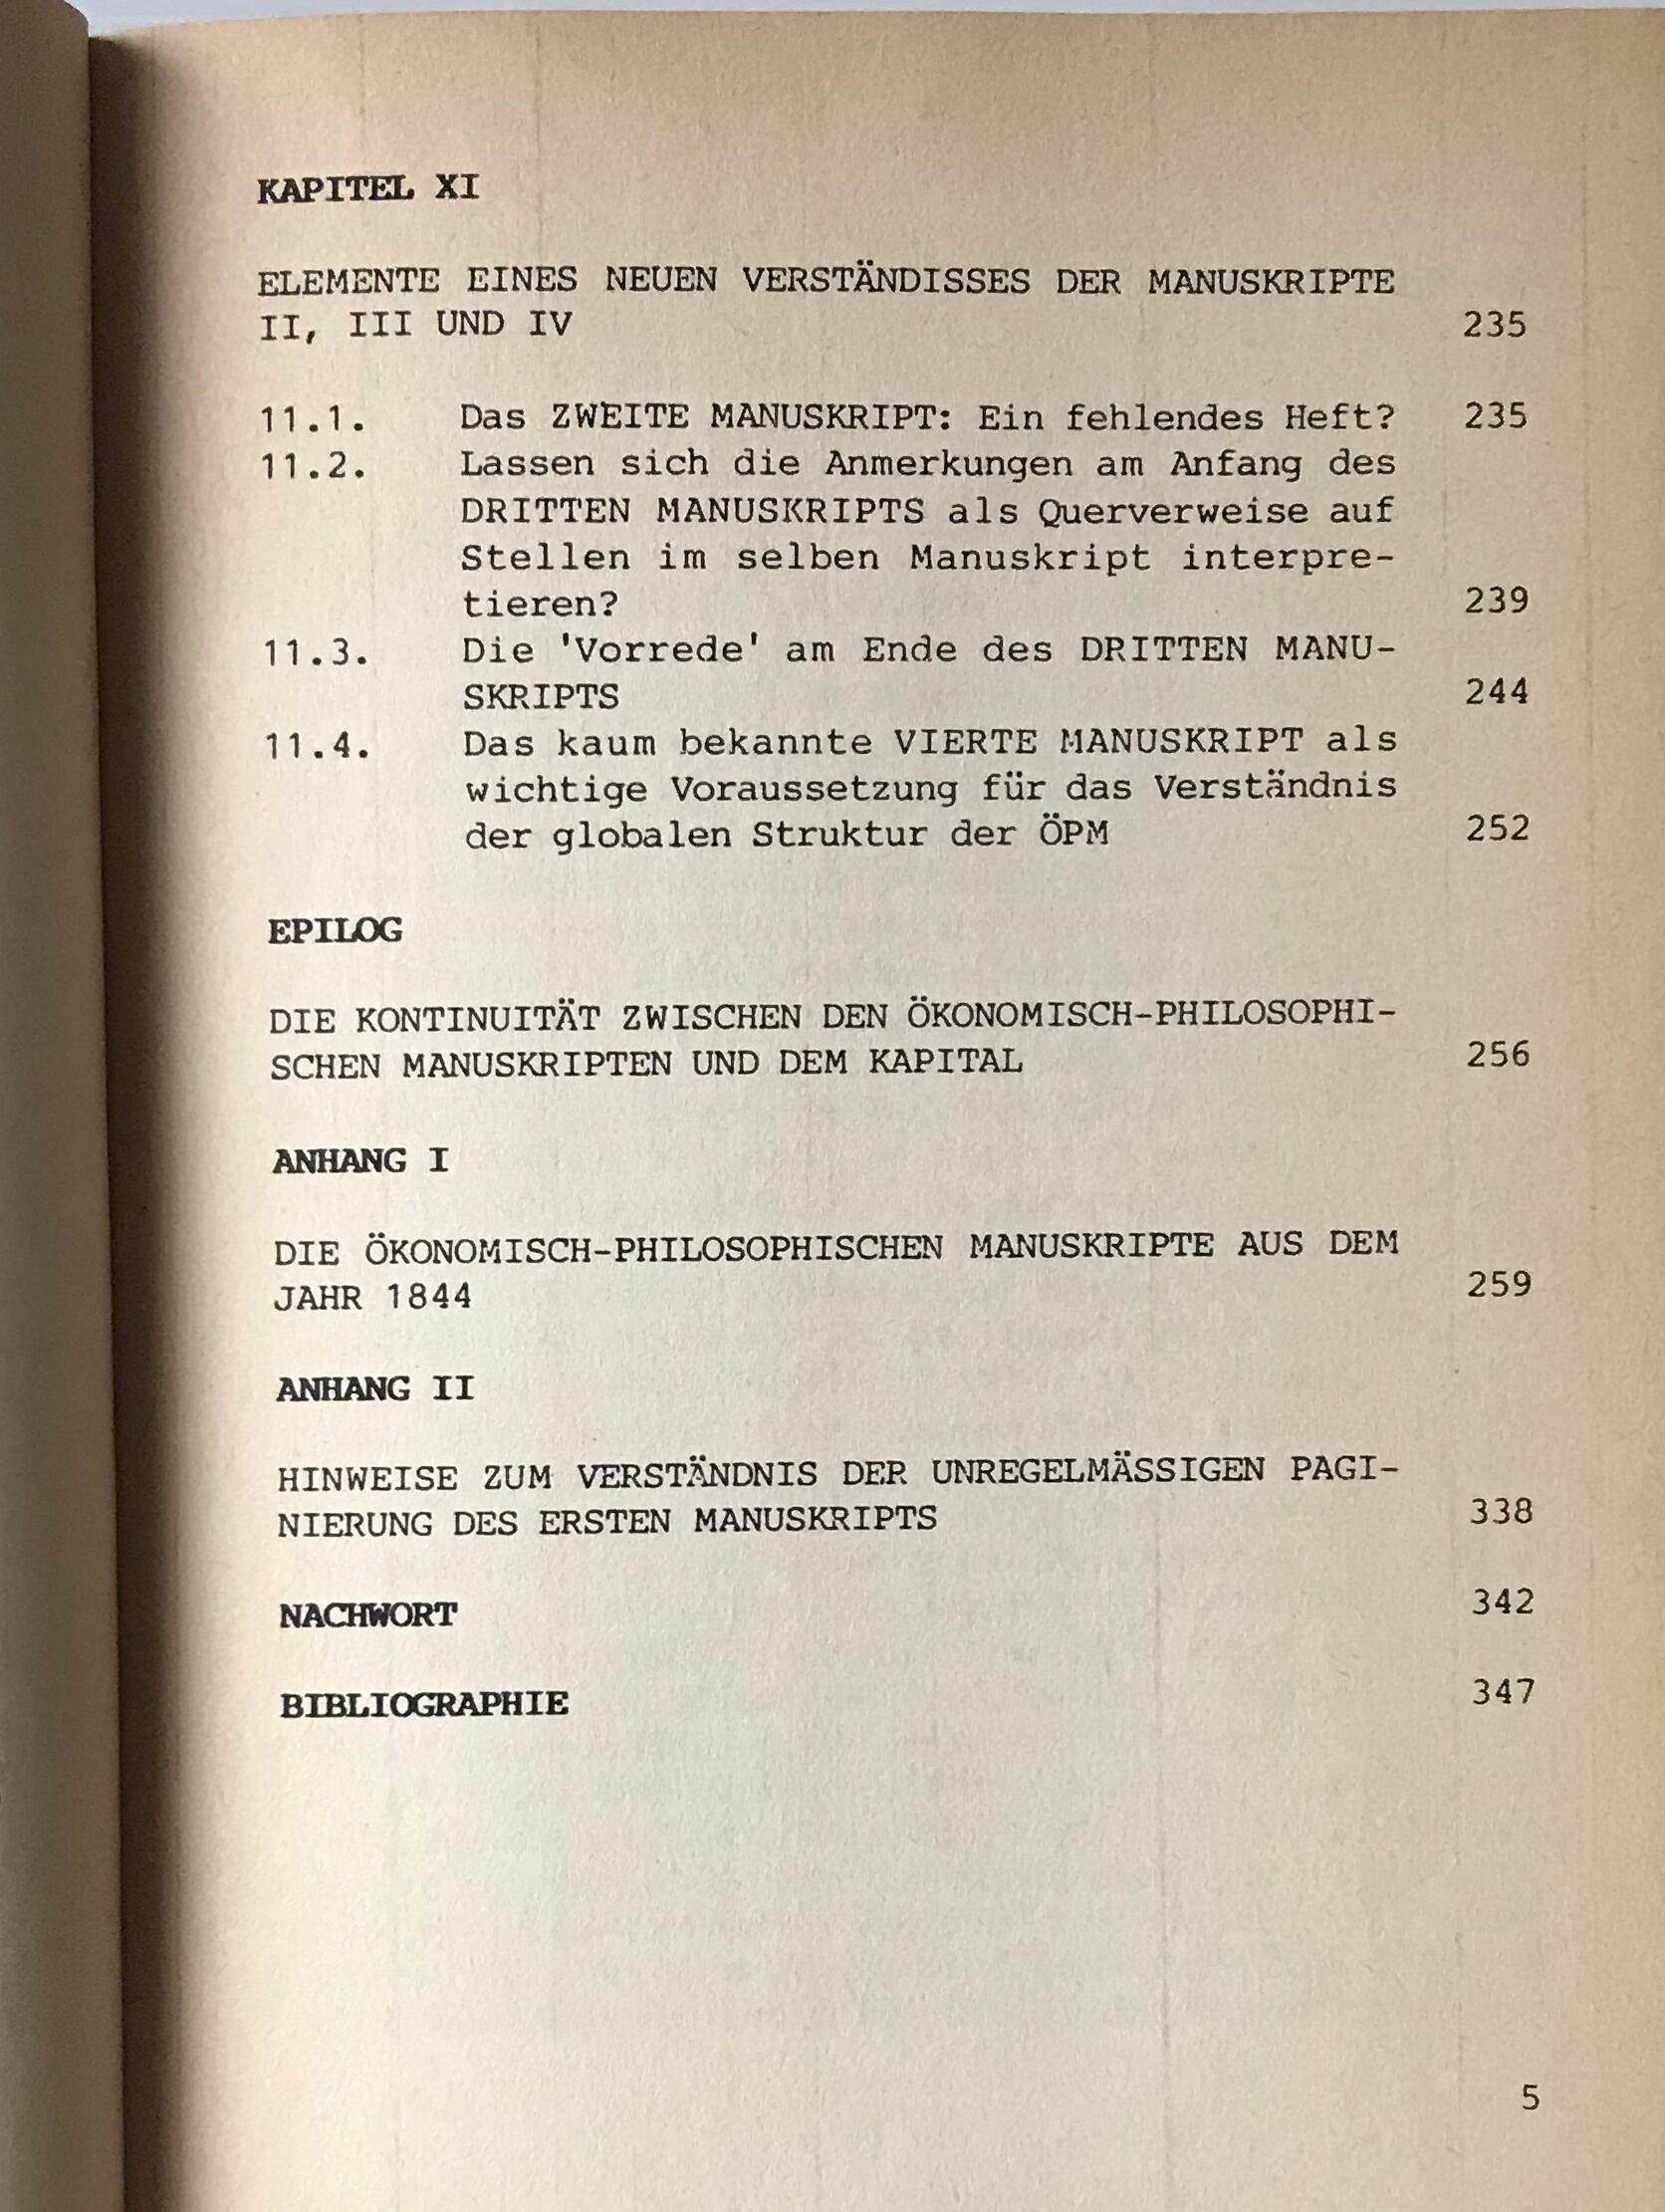 KAPITEL XI
ELEMENTE EINES NEUEN VERSTÄNDISSES DER MANUSKRIPTE
II, III UND IV 235
11.1. Das ZWEITE MANUSKRIPT: Ein fehlendes Heft? 235
11.2. Lassen sich die Anmerkungen am Anfang des
DRITTEN MANUSKRIPTS als Querverweise auf
Stellen im selben Manuskript interpre-
tieren? 239
11.3. Die 'Vorrede' am Ende des DRITTEN MANU-
SKRIPTS 244
11.4. Das kaum bekannte VIERTE MANUSKRIPT als
wichtige Voraussetzung für das Verständnis
der globalen Struktur der ÖPM 252
EPILOG
DIE KONTINUITÄT ZWISCHEN DEN ÖKONOMISCH-PHILOSOPHI-
SCHEN MANUSKRIPTEN UND DEM KAPITAL 256
ANHANG I
DIE ÖKONOMISCH-PHILOSOPHISCHEN MANUSKRIPTE AUS DEM
JAHR 1844 259
ANHANG II
HINWEISE ZUM VERSTÄNDNIS DER UNREGELMÄSSIGEN PAGI-
NIERUNG DES ERSTEN MANUSKRIPTS 338
NACHWORT 342
BIBLIOGRAPHIE 347
5